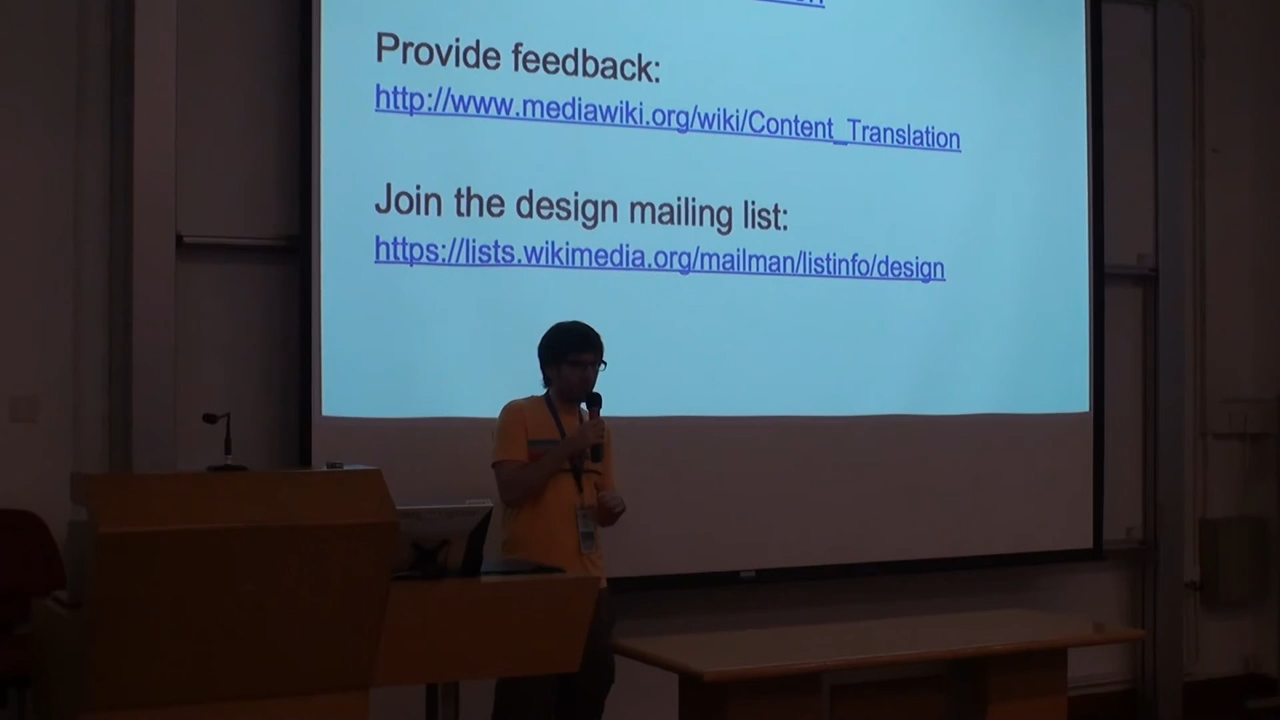 Provide feedback:
http://www.mediawiki.org/wiki/Content_Translation
Join the design mailing list:
https://lists.wikimedia.org/mailman/listinfo/design